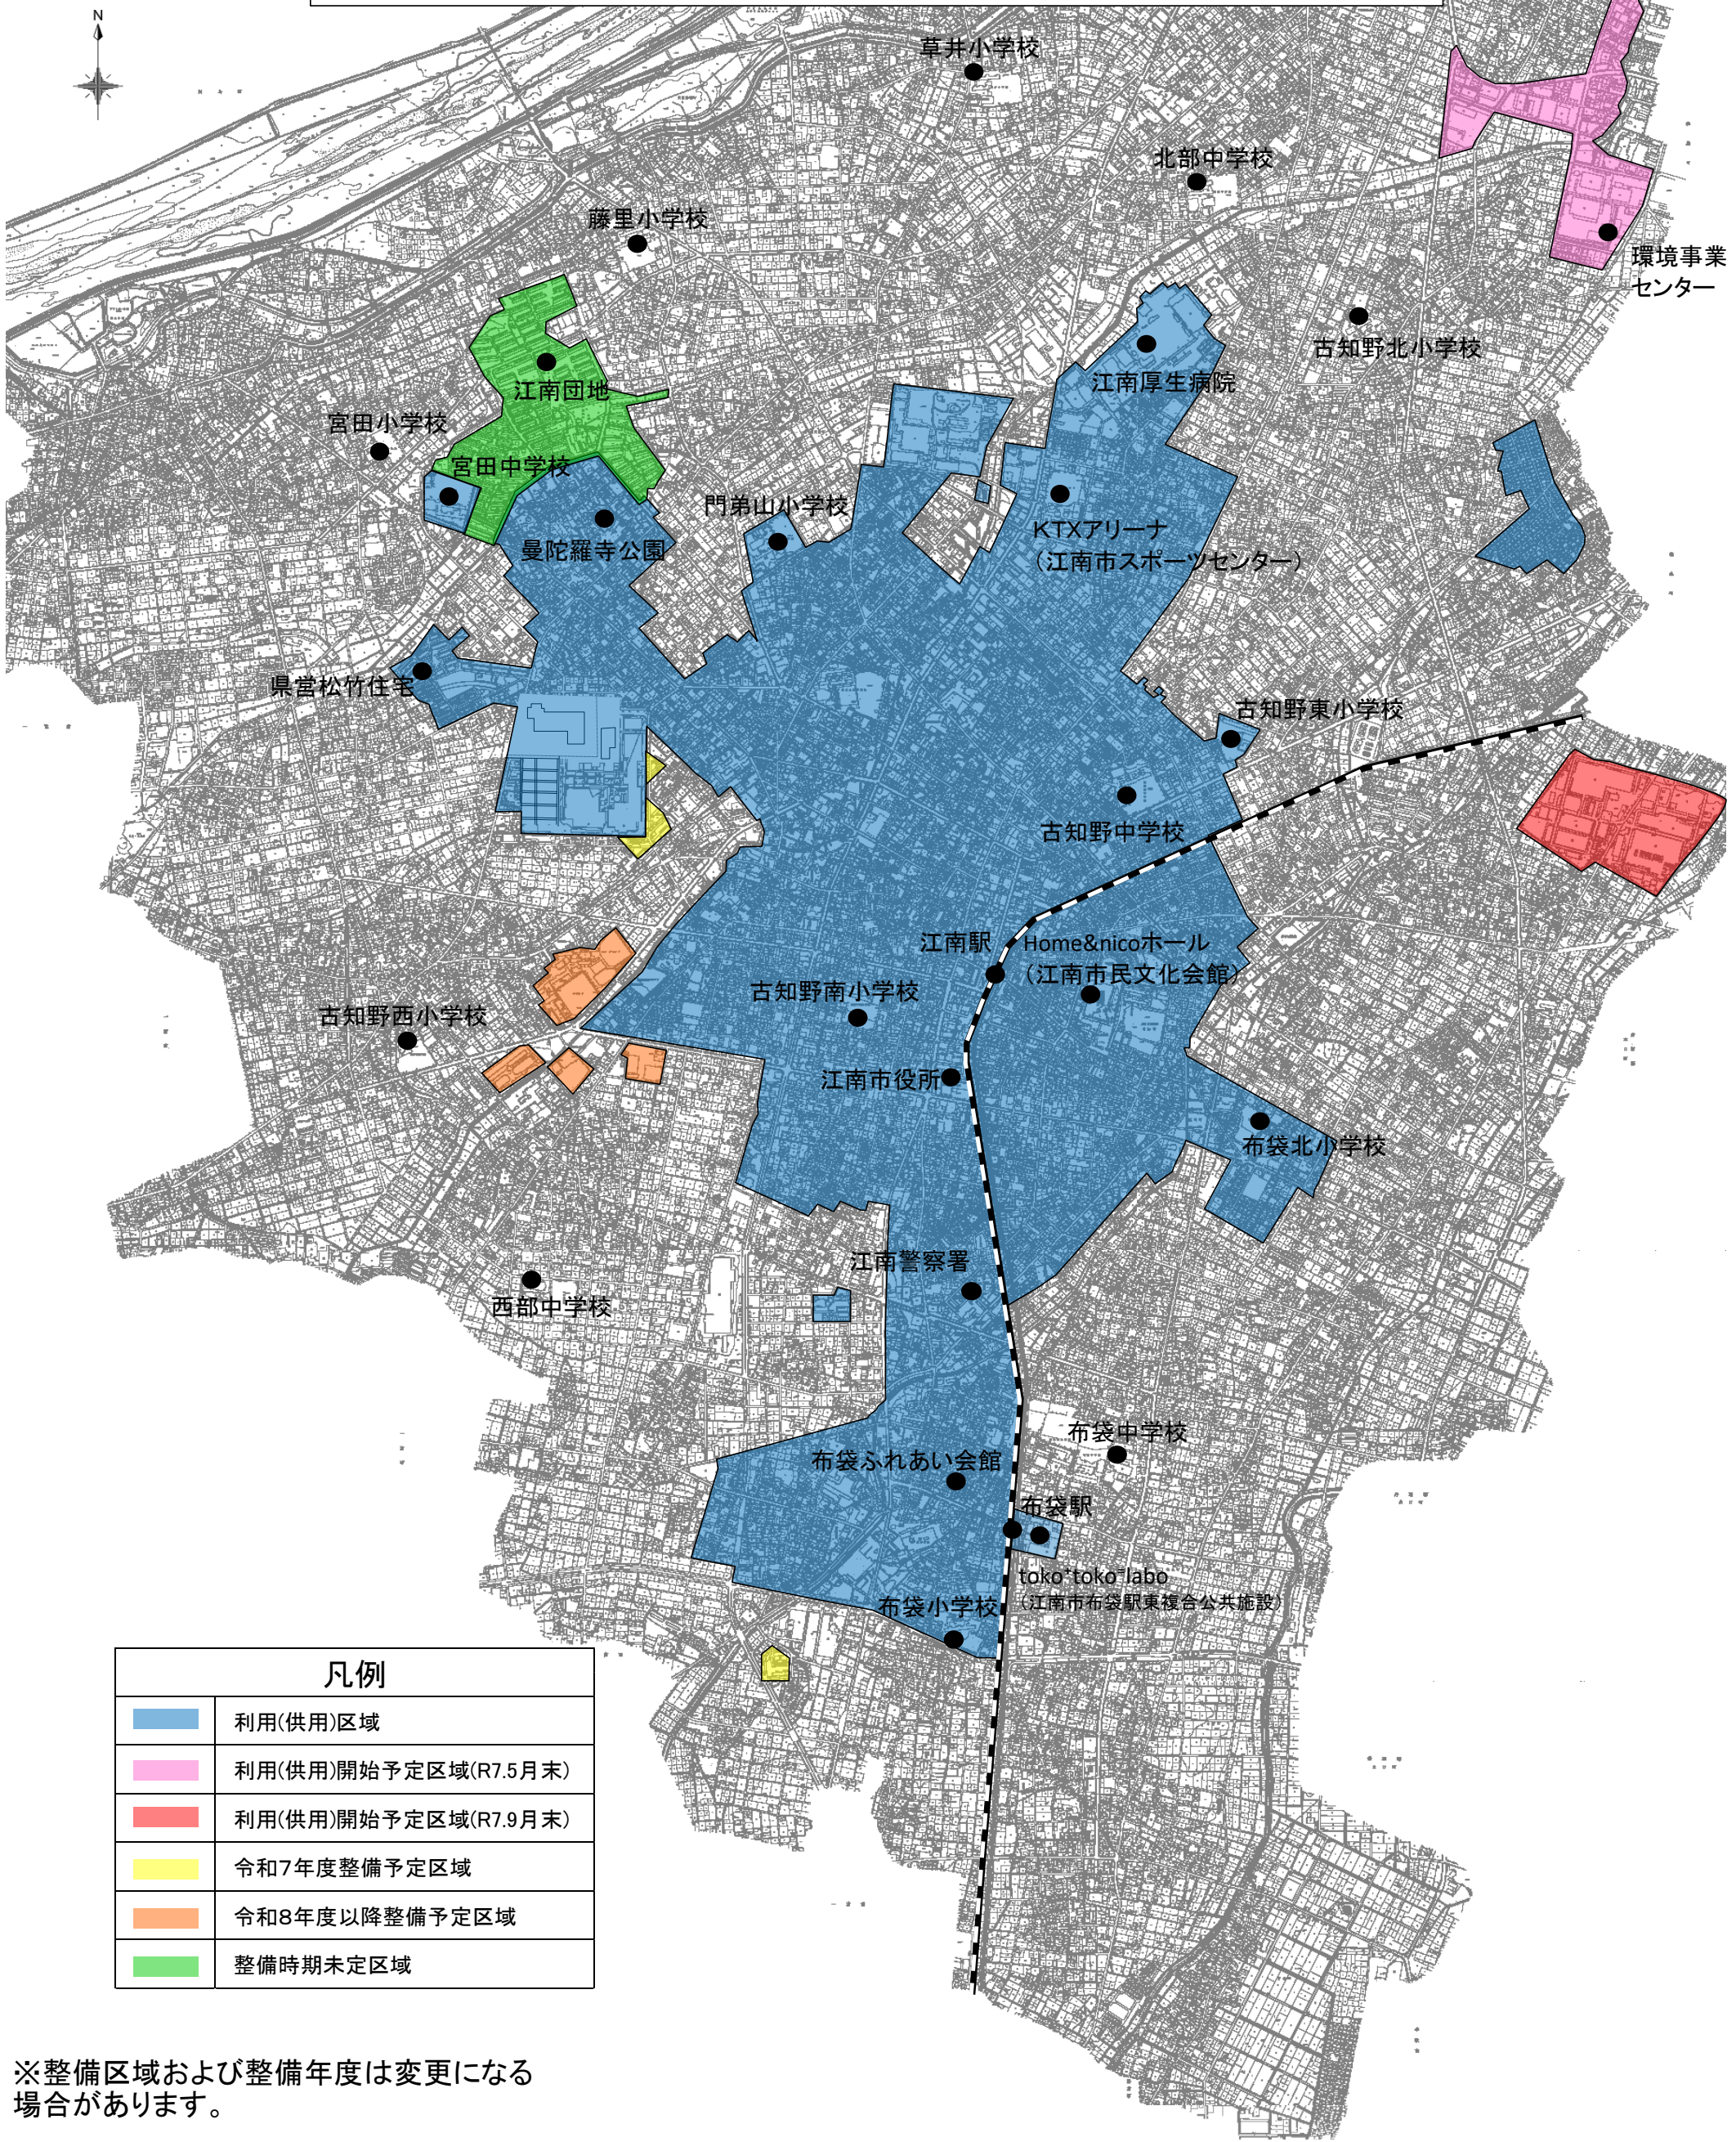 N
草井小学校
北部中学校
藤里小学校
環境事業
センター
古知野北小学校
江南厚生病院
江南団地
宮田小学校
宮田中学校
門弟山小学校
KTXアリーナ
(江南市スポーツセンター)
曼陀羅寺公園
県営松竹住宅
古知野東小学校
古知野中学校
江南駅
Home&nicoホール
(江南市民文化会館)
古知野南小学校
古知野西小学校
江南市役所
布袋北小学校
江南警察署
西部中学校
布袋中学校
布袋ふれあい会館
布袋駅
toko⁺toko⁼labo
(江南市布袋駅東複合公共施設)
布袋小学校
凡例
利用(供用)区域
利用(供用)開始予定区域(R7.5月末)
利用(供用)開始予定区域(R7.9月末)
令和7年度整備予定区域
令和8年度以降整備予定区域
整備時期未定区域
※整備区域および整備年度は変更になる
場合があります。